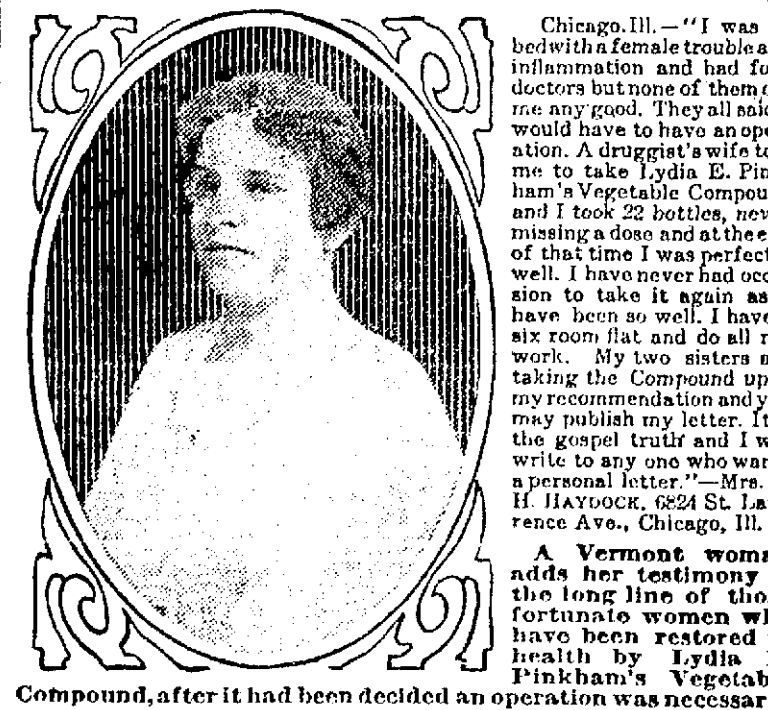 Chicago, Ill.—"I was
bed with a female trouble a
inflammation and had fo
doctors but none of them
me any good. They all said
would have to have an ope
ation. A druggist's wife to
me to take Lydia E. Pin
ham's Vegetable Compou
and I took 22 bottles, nev
missing a dose and at the e
of that time I was perfect
well. I have never had occ
sion to take it again as
have been so well. I have
six room flat and do all
work. My two sisters a
taking the Compound up
my recommendation and y
may publish my letter. It
the gospel truth and I w
write to any one who wan
a personal letter."—Mrs.
H. HAYDOCK, 6824 St. La
rence Ave., Chicago, Ill.
A Vermont woma
adds her testimony
the long line of tho
fortunate women wh
have been restored
health by Lydia
Pinkham's Vegetab
Compound, after it had been decided an operation was necessar